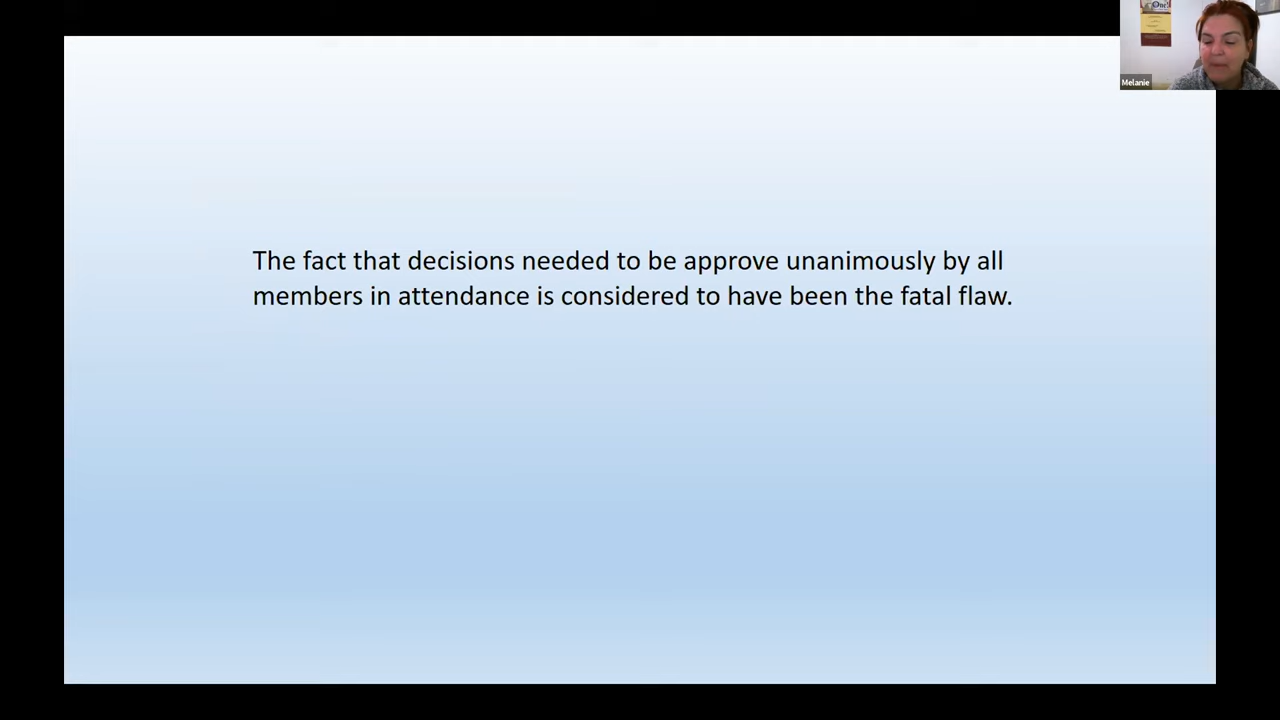 One!
Melanie
The fact that decisions needed to be approve unanimously by all
members in attendance is considered to have been the fatal flaw.